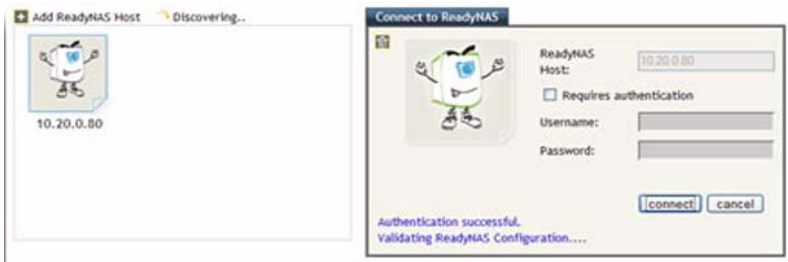 Add ReadyNAS Host Discovering..
10.20.0.80
Connect to ReadyNAS
ReadyNAS Host:
10.20.0.80
Requires authentication
Username:
Password:
connect cancel
Authentication successful.
Validating ReadyNAS Configuration....